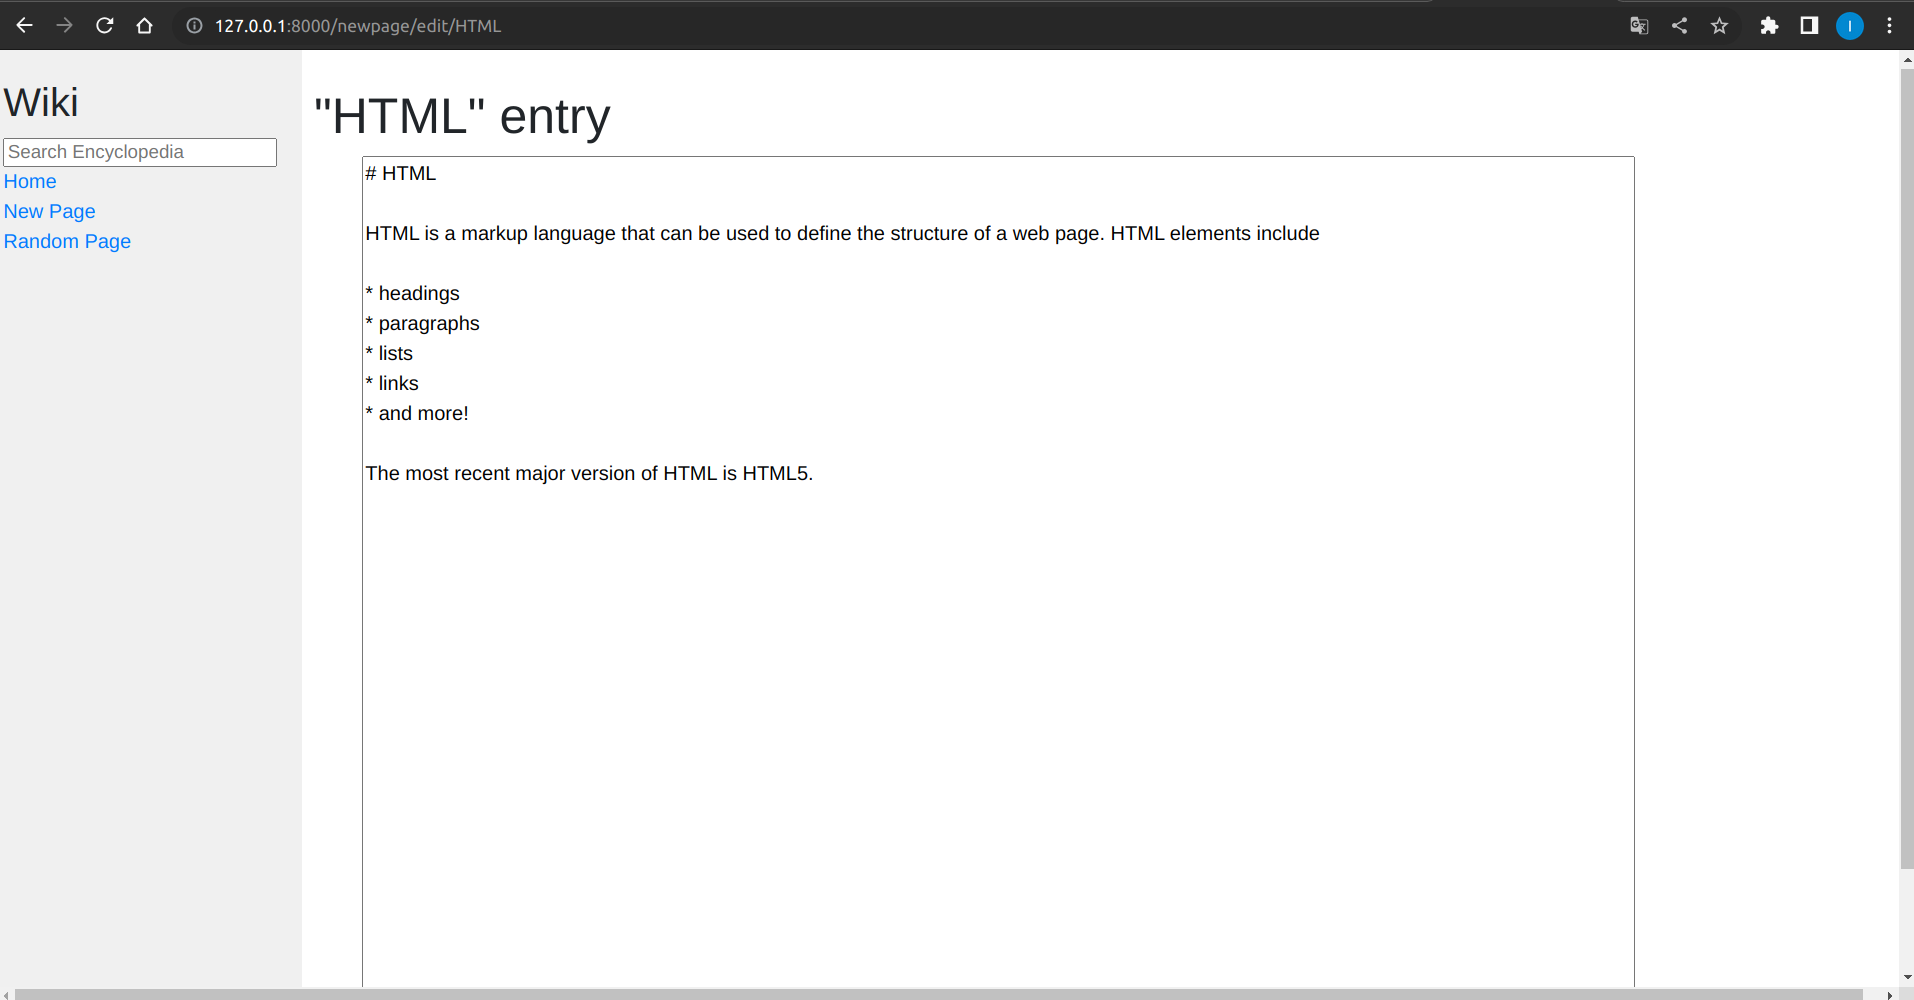 127.0.0.1:8000/newpage/edit/HTML
I
Wiki
Search Encyclopedia
Home
New Page
Random Page
"HTML" entry
# HTML
HTML is a markup language that can be used to define the structure of a web page. HTML elements include
* headings
* paragraphs
* lists
* links
* and more!
The most recent major version of HTML is HTML5.